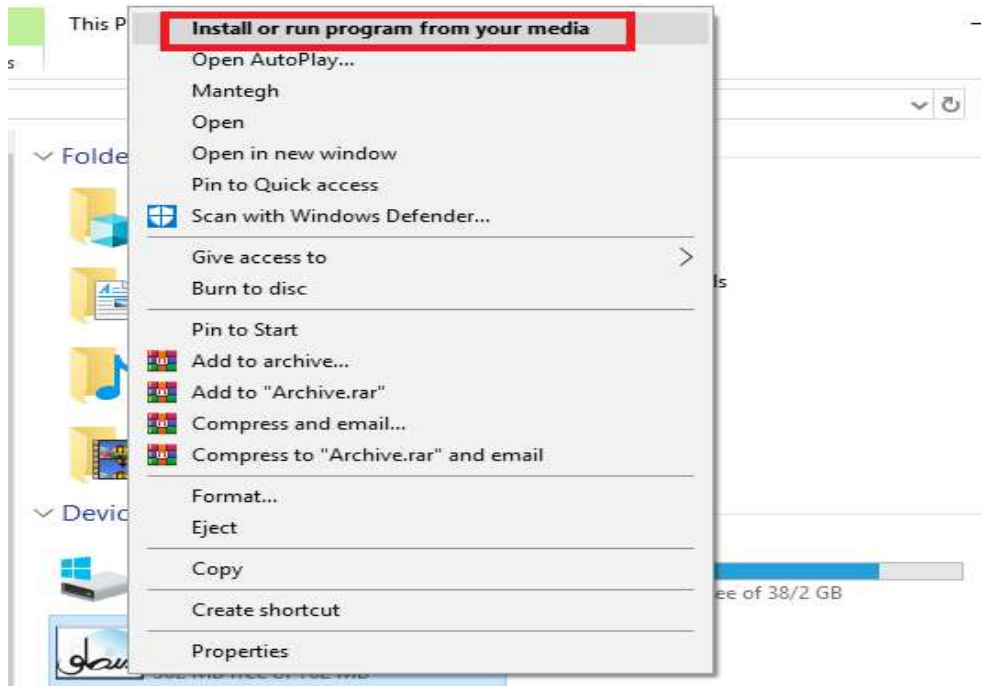 This P
Install or run program from your media
s
Open AutoPlay...
Mantegh
Open
Folde
Open in new window
Pin to Quick access
Scan with Windows Defender...
Give access to
ls
Burn to disc
Pin to Start
Add to archive...
Add to "Archive.rar"
Compress and email...
Compress to "Archive.rar" and email
Format...
Devic
Eject
Copy
ee of 38/2 GB
Create shortcut
Properties